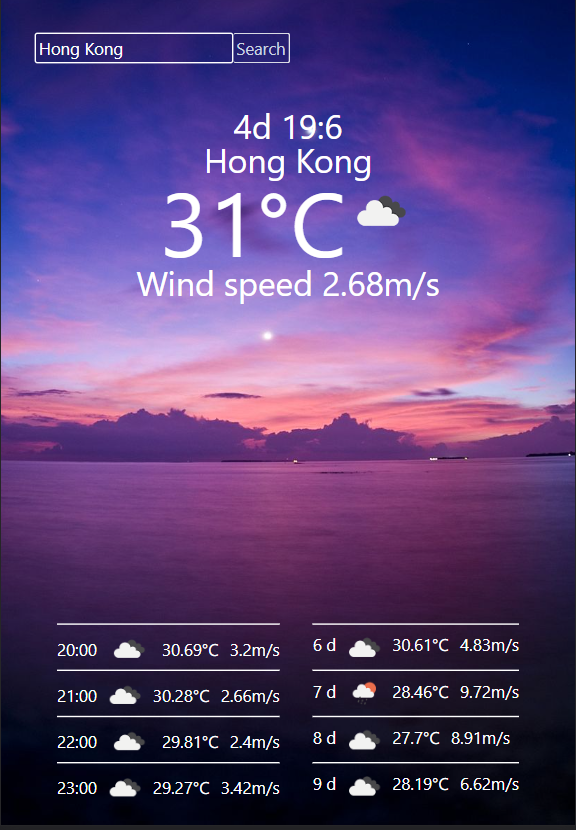 Hong Kong Search
4d 19:6
Hong Kong
31°C
Wind speed 2.68m/s
20:00 30.69°C 3.2m/s
21:00 30.28°C 2.66m/s
22:00 29.81°C 2.4m/s
23:00 29.27°C 3.42m/s
6 d 30.61°C 4.83m/s
7 d 28.46°C 9.72m/s
8 d 27.7°C 8.91m/s
9 d 28.19°C 6.62m/s